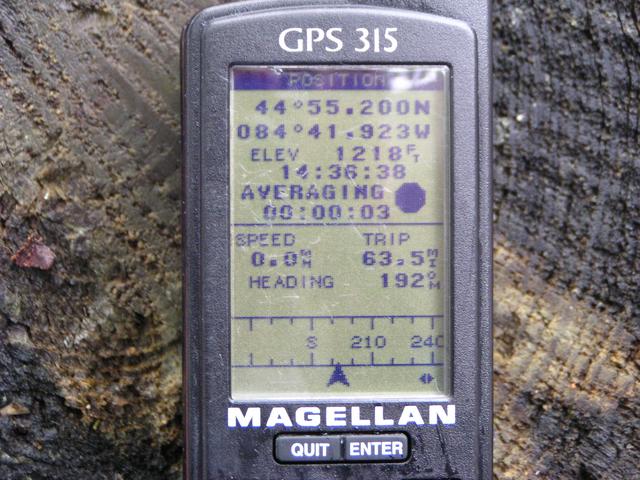 GPS 315
POSITION
44°55.200N
084°41.923W
ELEV 1218FT
14:36:38
AVERAGING
00:00:03
SPEED TRIP
0.0MH 63.5MI
HEADING 192°M
S 210 240
MAGELLAN
QUIT ENTER